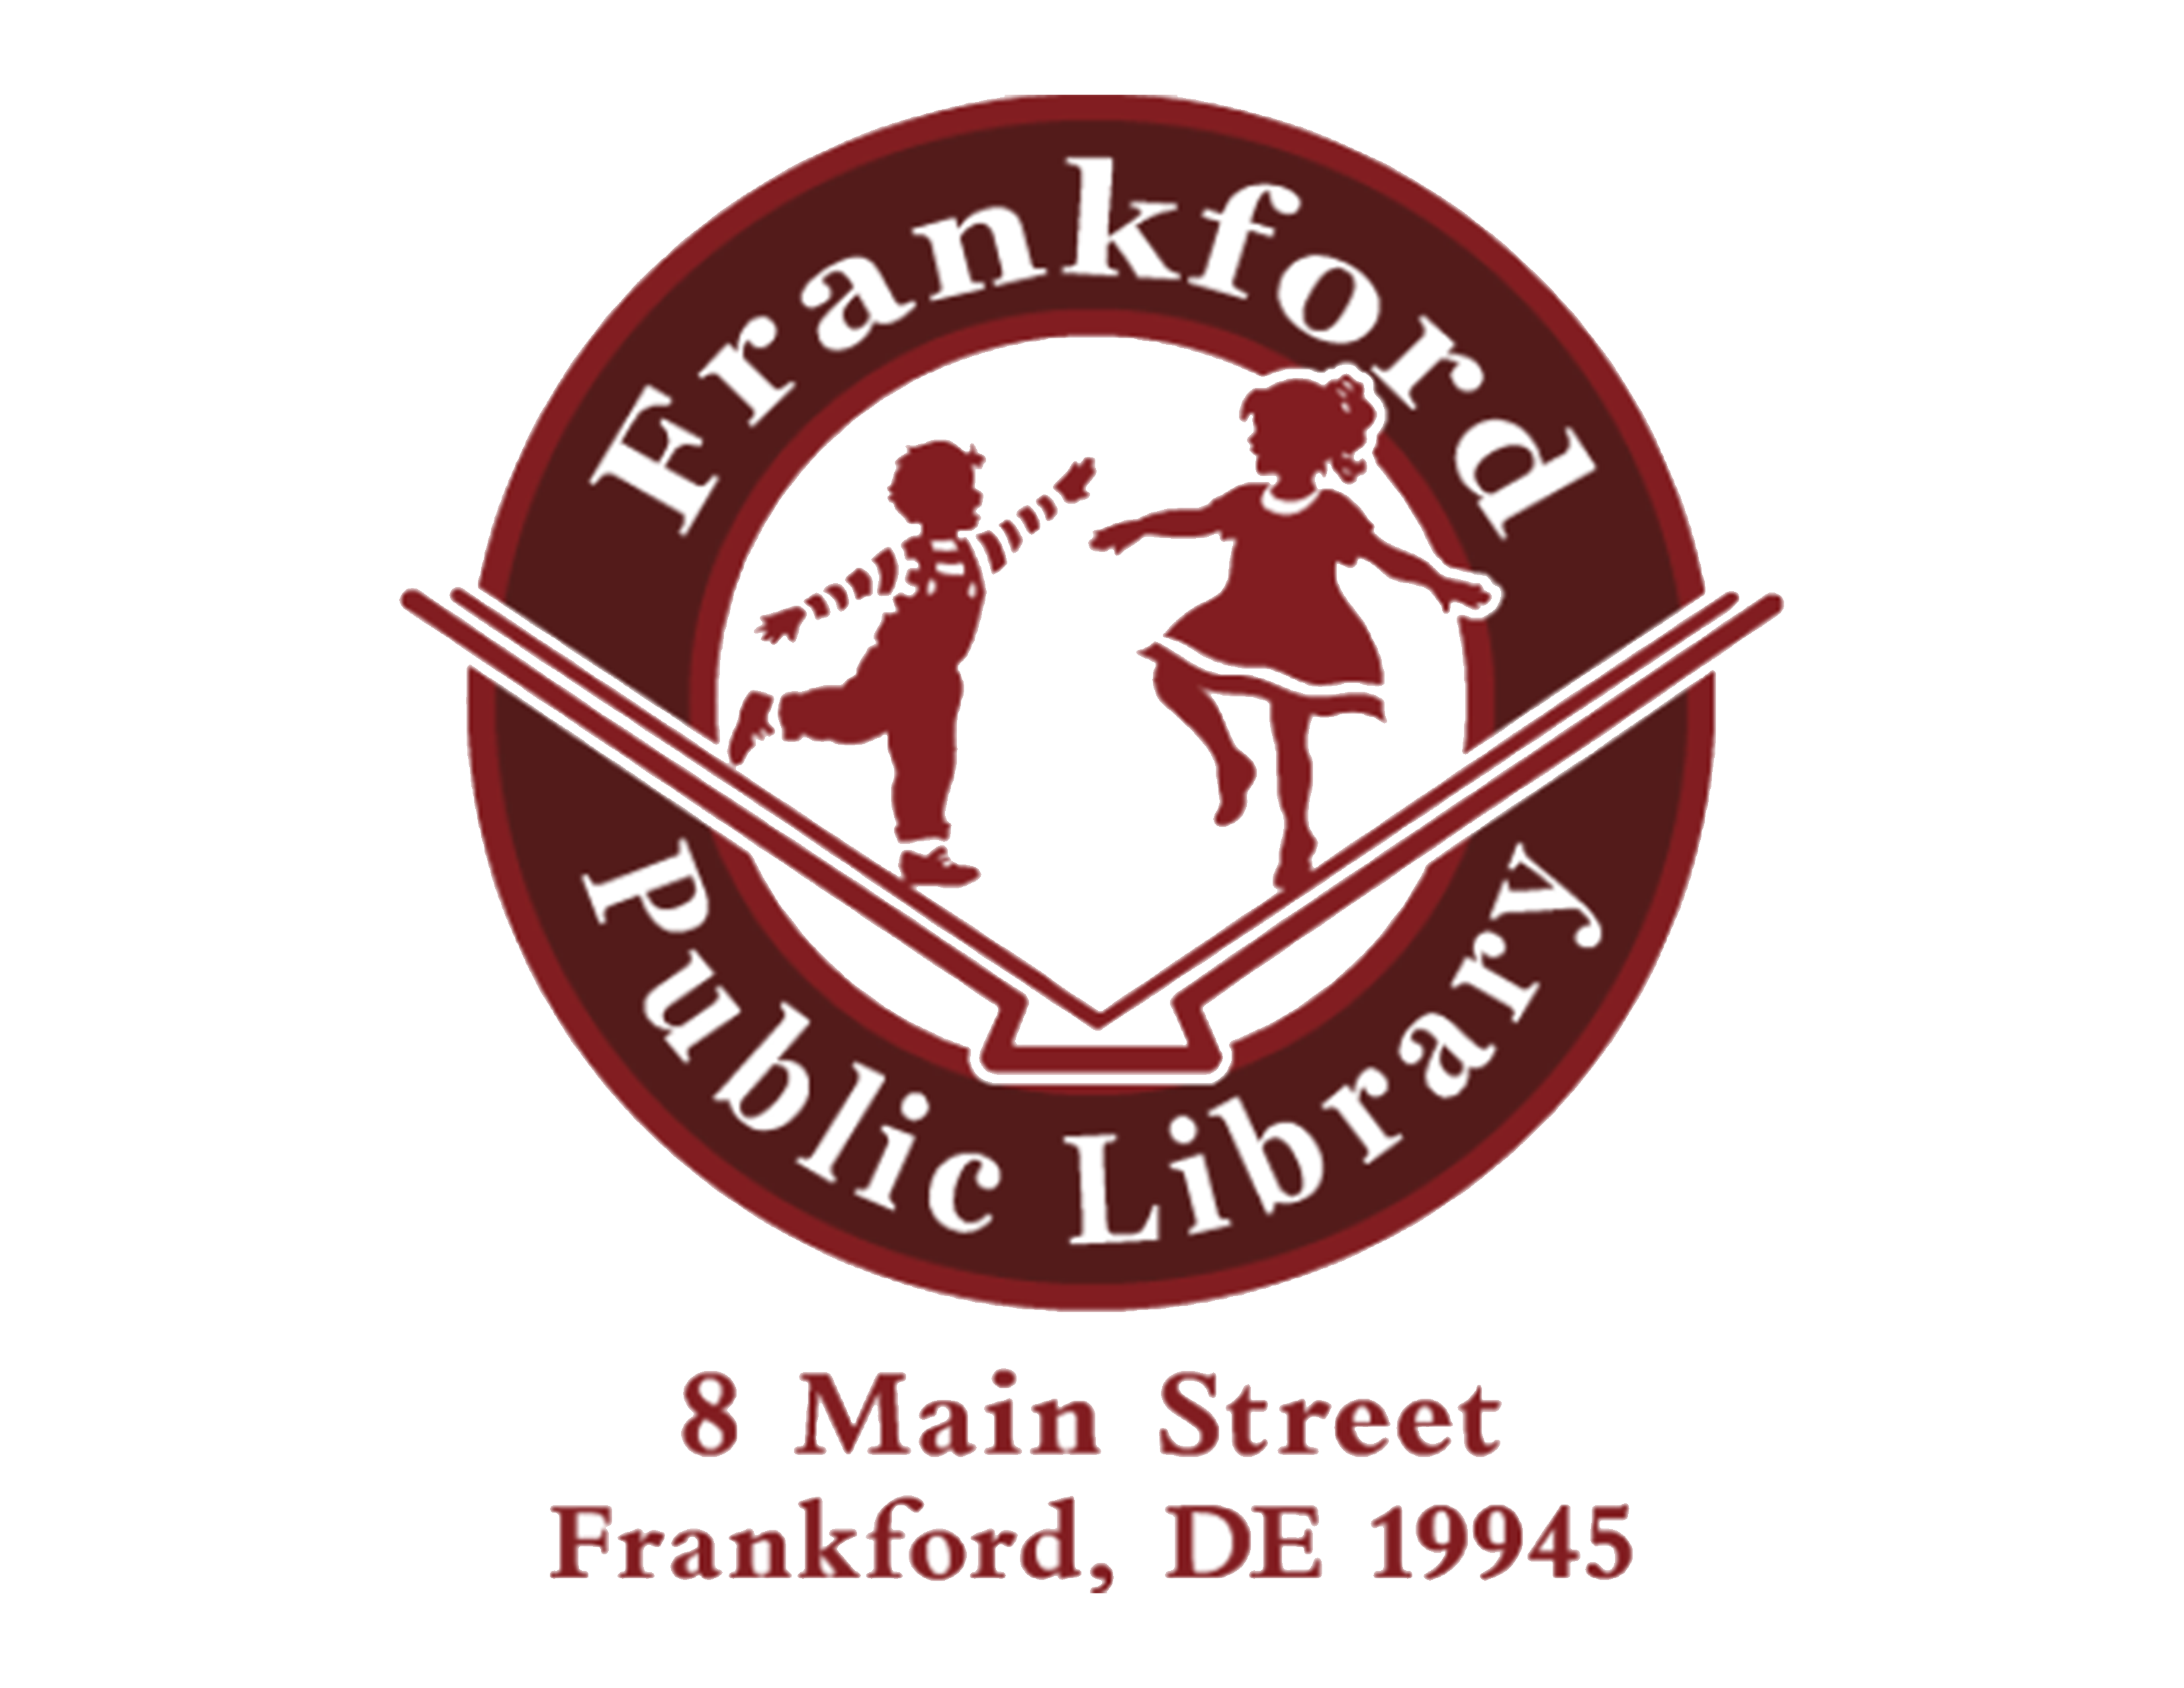 Frankford
Public Library
8 Main Street
Frankford, DE 19945